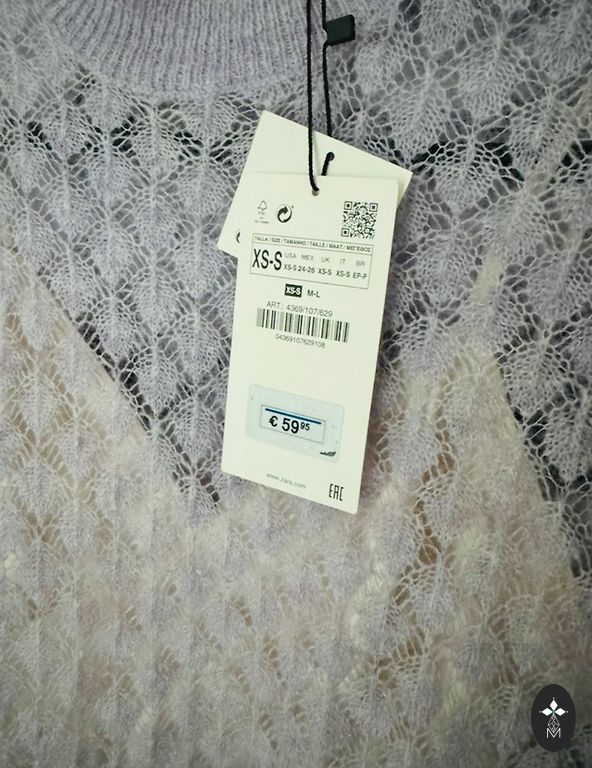 TALLA / SIZE / TAMANHO / TAILLE / MAAT / ΜΕΓΕΘΟΣ
XS-S
USA MEX UK IT BR
XS-S 24-26 XS-S XS-S EP-P
XS-S M-L
ART.: 4369/107/629
04369107629108
€ 59 95
www.zara.com
EAC
M